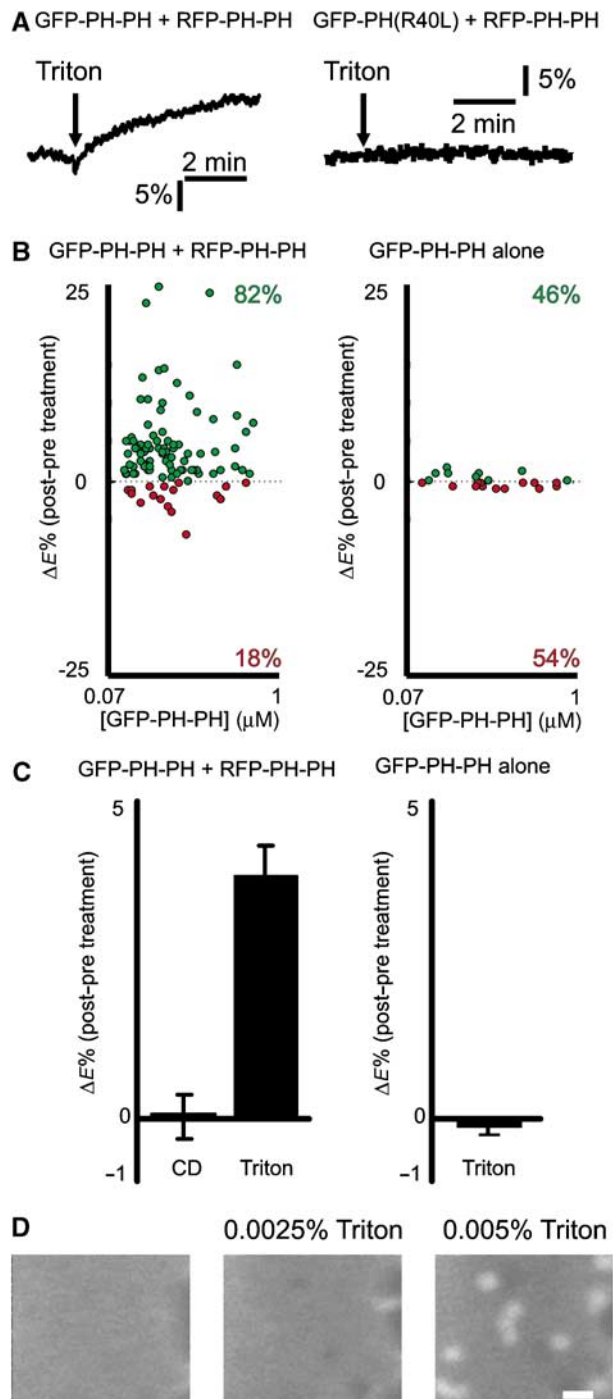 A GFP-PH-PH + RFP-PH-PH GFP-PH(R40L) + RFP-PH-PH
Triton
2 min
5%
Triton
5%
2 min
B GFP-PH-PH + RFP-PH-PH GFP-PH-PH alone
ΔE% (post-pre treatment)
25
0
-25
82%
18%
0.07 1
[GFP-PH-PH] (μM)
ΔE% (post-pre treatment)
25
0
-25
46%
54%
0.07 1
[GFP-PH-PH] (μM)
C GFP-PH-PH + RFP-PH-PH GFP-PH-PH alone
ΔE% (post-pre treatment)
5
0
–1
CD Triton
ΔE% (post-pre treatment)
5
0
–1
Triton
D
0.0025% Triton 0.005% Triton